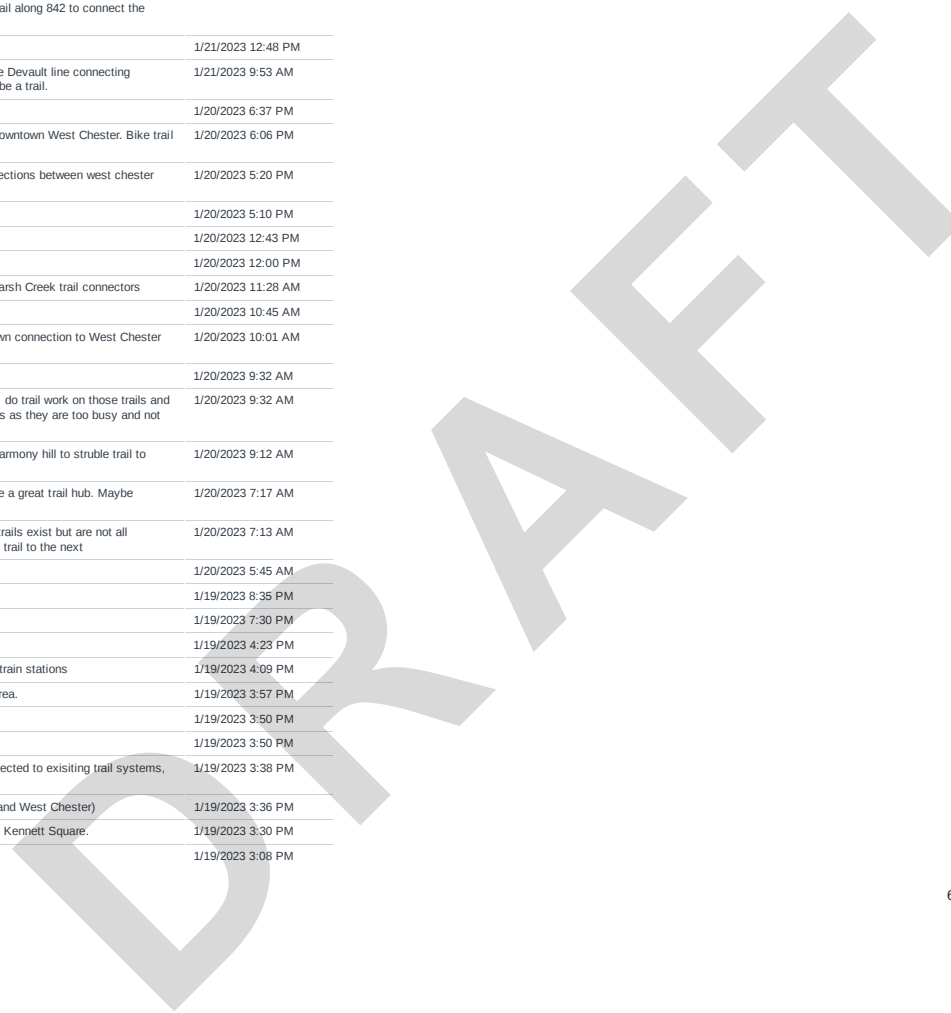 ail along 842 to connect the
1/21/2023 12:48 PM
e Devault line connecting 1/21/2023 9:53 AM
be a trail.
1/20/2023 6:37 PM
owntown West Chester. Bike trail 1/20/2023 6:06 PM
ections between west chester 1/20/2023 5:20 PM
1/20/2023 5:10 PM
1/20/2023 12:43 PM
1/20/2023 12:00 PM
arsh Creek trail connectors 1/20/2023 11:28 AM
1/20/2023 10:45 AM
wn connection to West Chester 1/20/2023 10:01 AM
1/20/2023 9:32 AM
do trail work on those trails and 1/20/2023 9:32 AM
s as they are too busy and not
armony hill to struble trail to 1/20/2023 9:12 AM
e a great trail hub. Maybe 1/20/2023 7:17 AM
trails exist but are not all 1/20/2023 7:13 AM
trail to the next
1/20/2023 5:45 AM
1/19/2023 8:35 PM
1/19/2023 7:30 PM
1/19/2023 4:23 PM
train stations 1/19/2023 4:09 PM
rea. 1/19/2023 3:57 PM
1/19/2023 3:50 PM
1/19/2023 3:50 PM
ected to exisiting trail systems, 1/19/2023 3:38 PM
and West Chester) 1/19/2023 3:36 PM
Kennett Square. 1/19/2023 3:30 PM
1/19/2023 3:08 PM
DRAFT